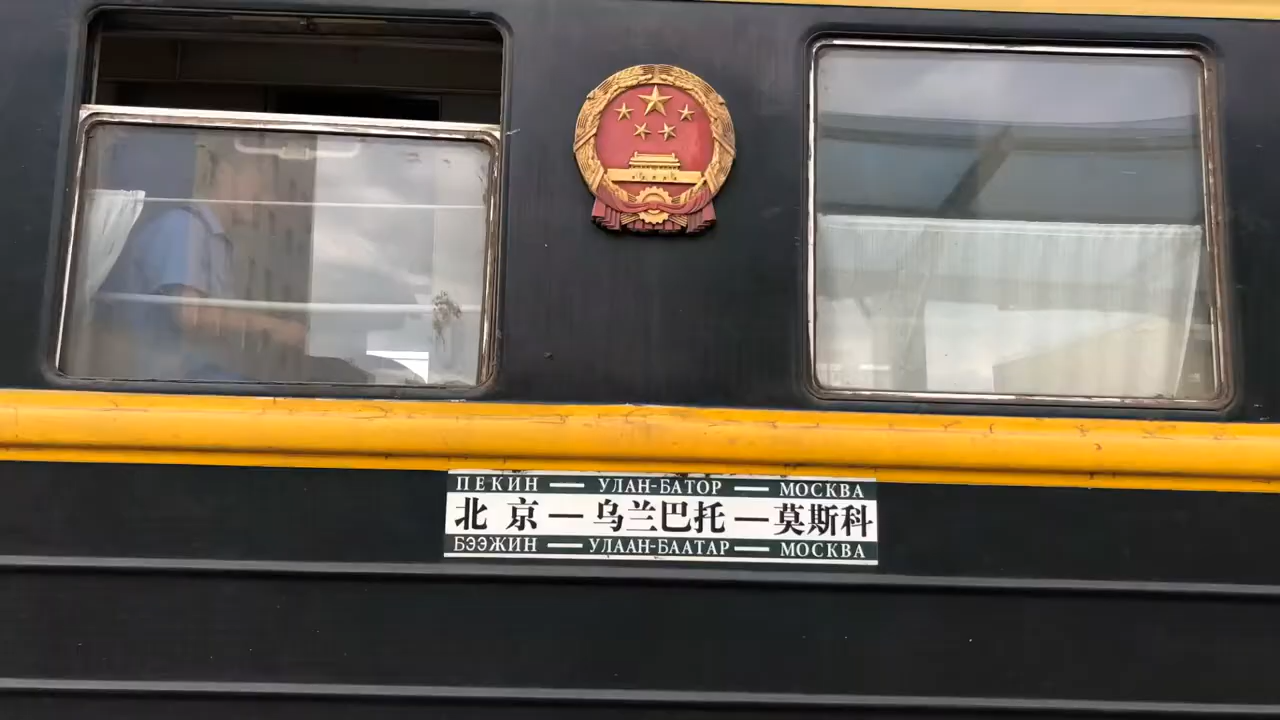 ПЕКИН — УЛАН-БАТОР — МОСКВА
北京—乌兰巴托—莫斯科
БЭЭЖИН — УЛААН-БААТАР — МОСКВА